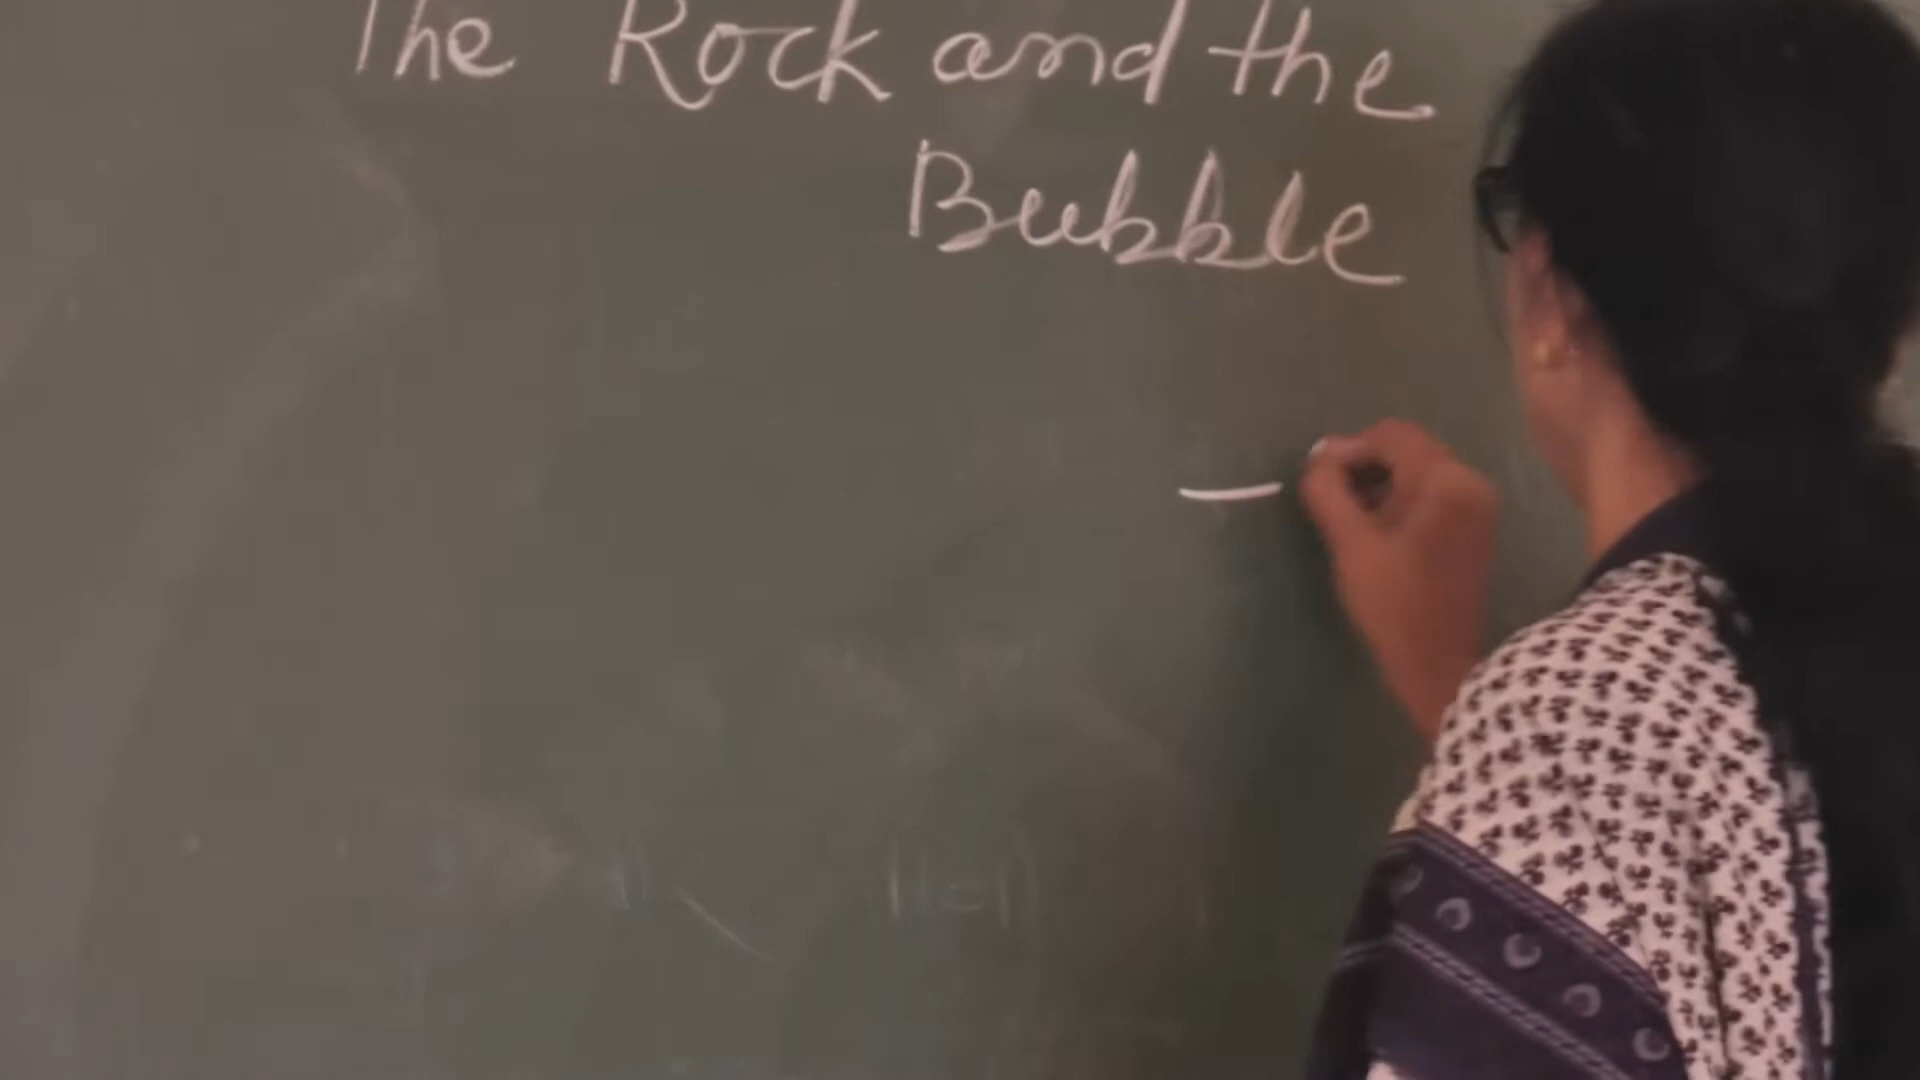 The Rock and the
Bubble
—